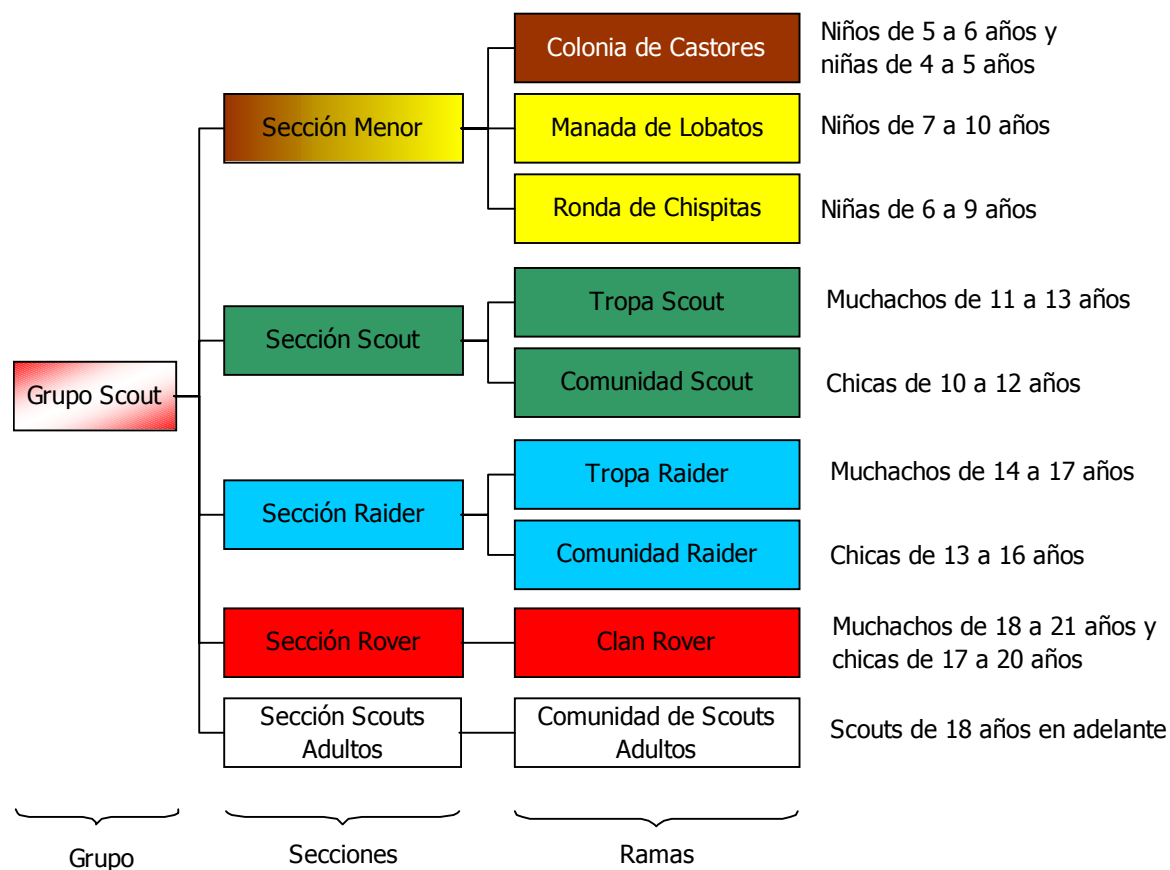 Grupo Scout
Sección Menor
Colonia de Castores
Niños de 5 a 6 años y
niñas de 4 a 5 años
Manada de Lobatos
Niños de 7 a 10 años
Ronda de Chispitas
Niñas de 6 a 9 años
Sección Scout
Tropa Scout
Muchachos de 11 a 13 años
Comunidad Scout
Chicas de 10 a 12 años
Sección Raider
Tropa Raider
Muchachos de 14 a 17 años
Comunidad Raider
Chicas de 13 a 16 años
Sección Rover
Clan Rover
Muchachos de 18 a 21 años y
chicas de 17 a 20 años
Sección Scouts
Adultos
Comunidad de Scouts
Adultos
Scouts de 18 años en adelante
Grupo
Secciones
Ramas